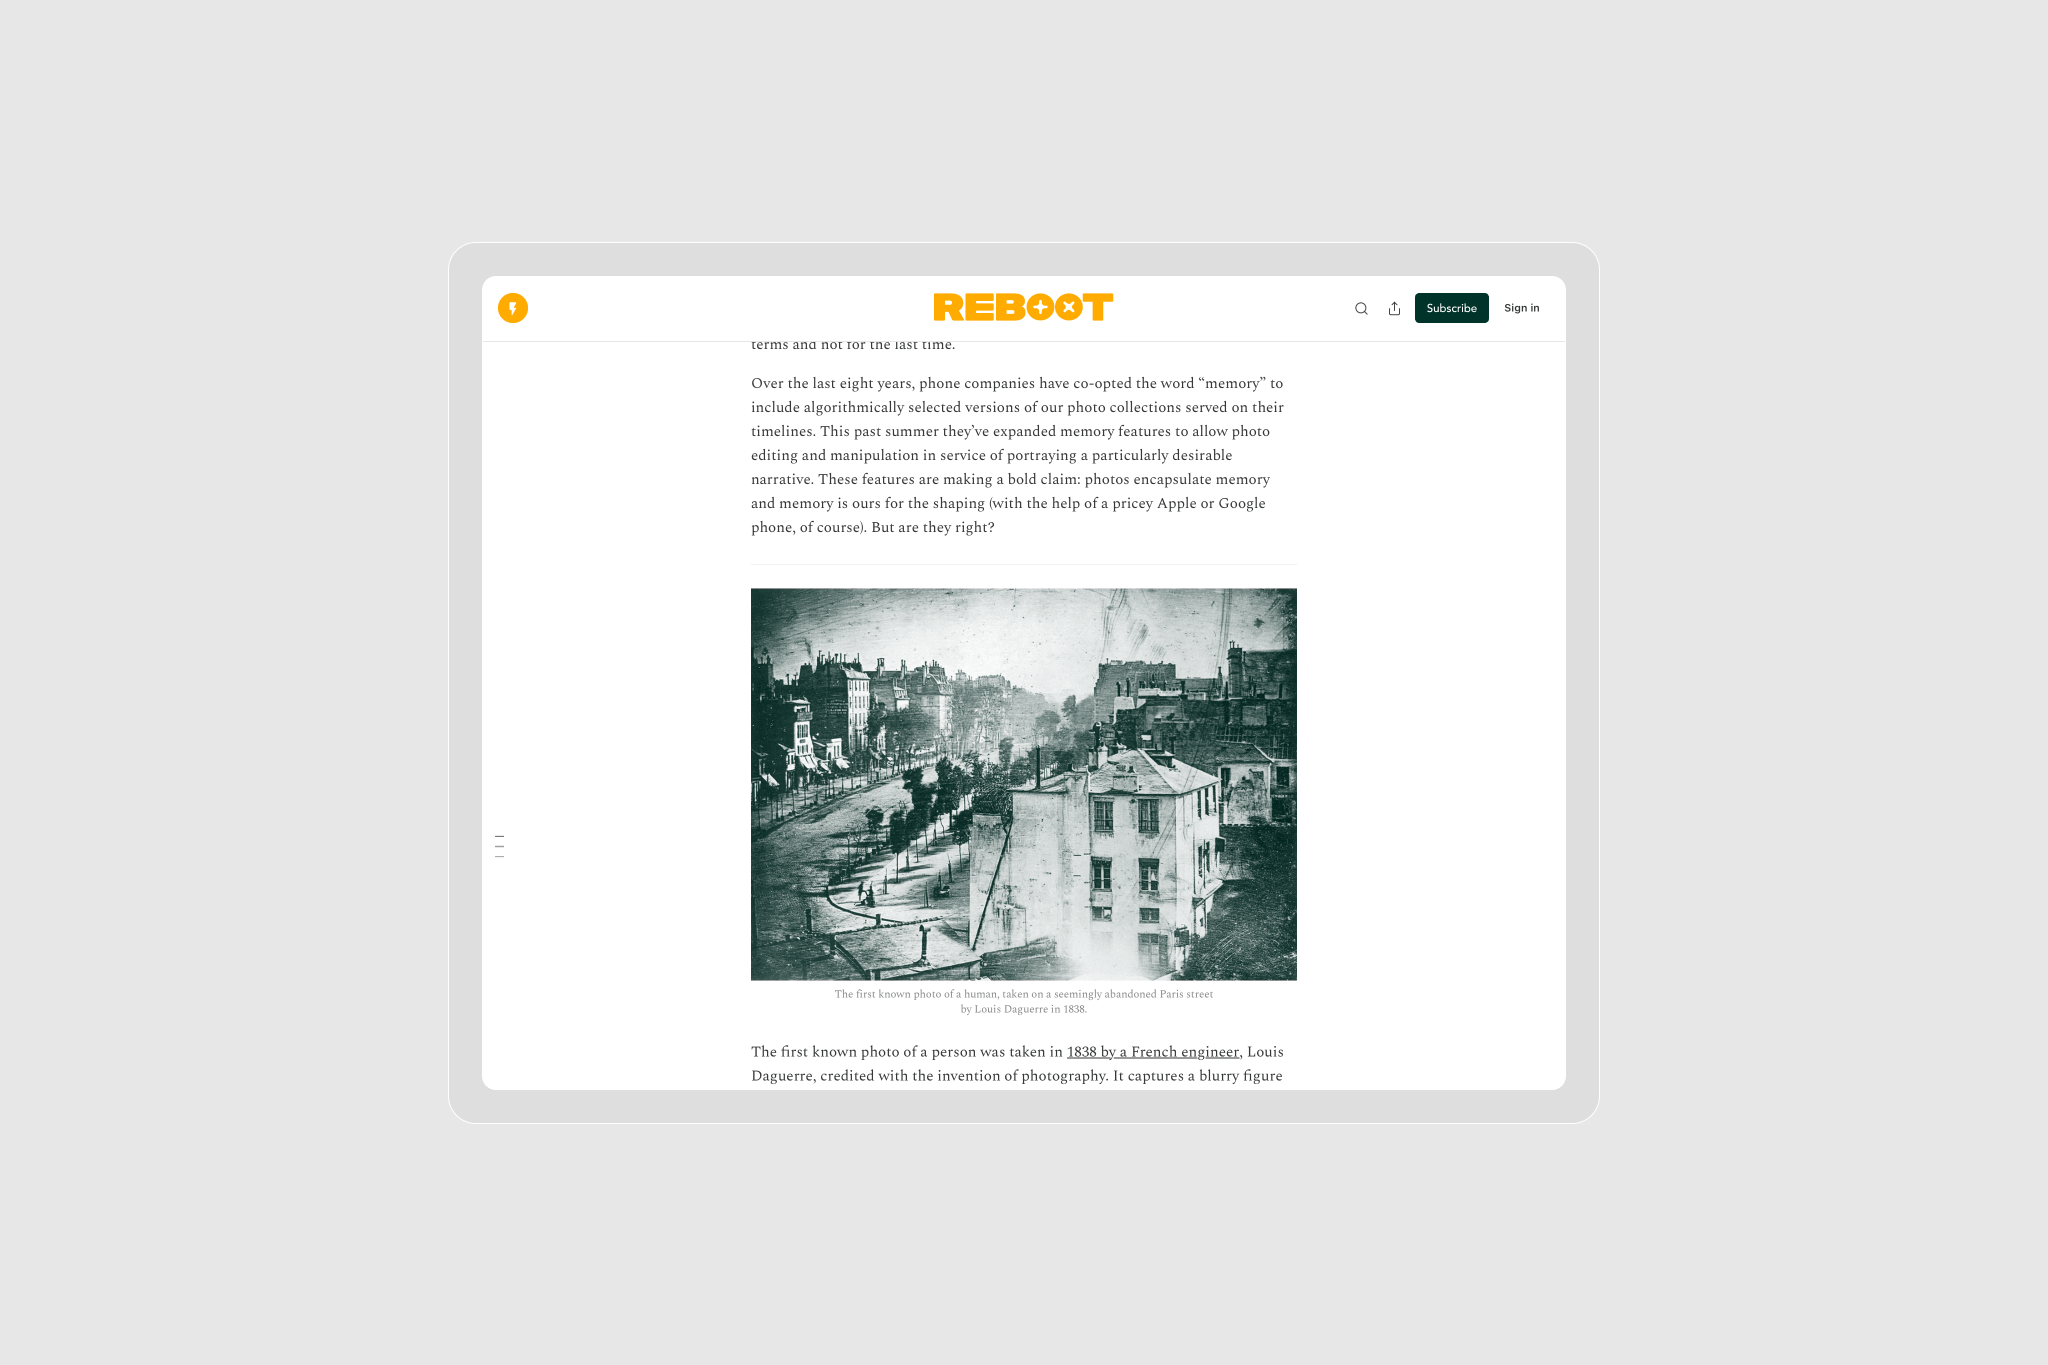 REBOOT
Subscribe
Sign in
terms and not for the last time.
Over the last eight years, phone companies have co-opted the word “memory” to
include algorithmically selected versions of our photo collections served on their
timelines. This past summer they’ve expanded memory features to allow photo
editing and manipulation in service of portraying a particularly desirable
narrative. These features are making a bold claim: photos encapsulate memory
and memory is ours for the shaping (with the help of a pricey Apple or Google
phone, of course). But are they right?
The first known photo of a human, taken on a seemingly abandoned Paris street
by Louis Daguerre in 1838.
The first known photo of a person was taken in 1838 by a French engineer, Louis
Daguerre, credited with the invention of photography. It captures a blurry figure